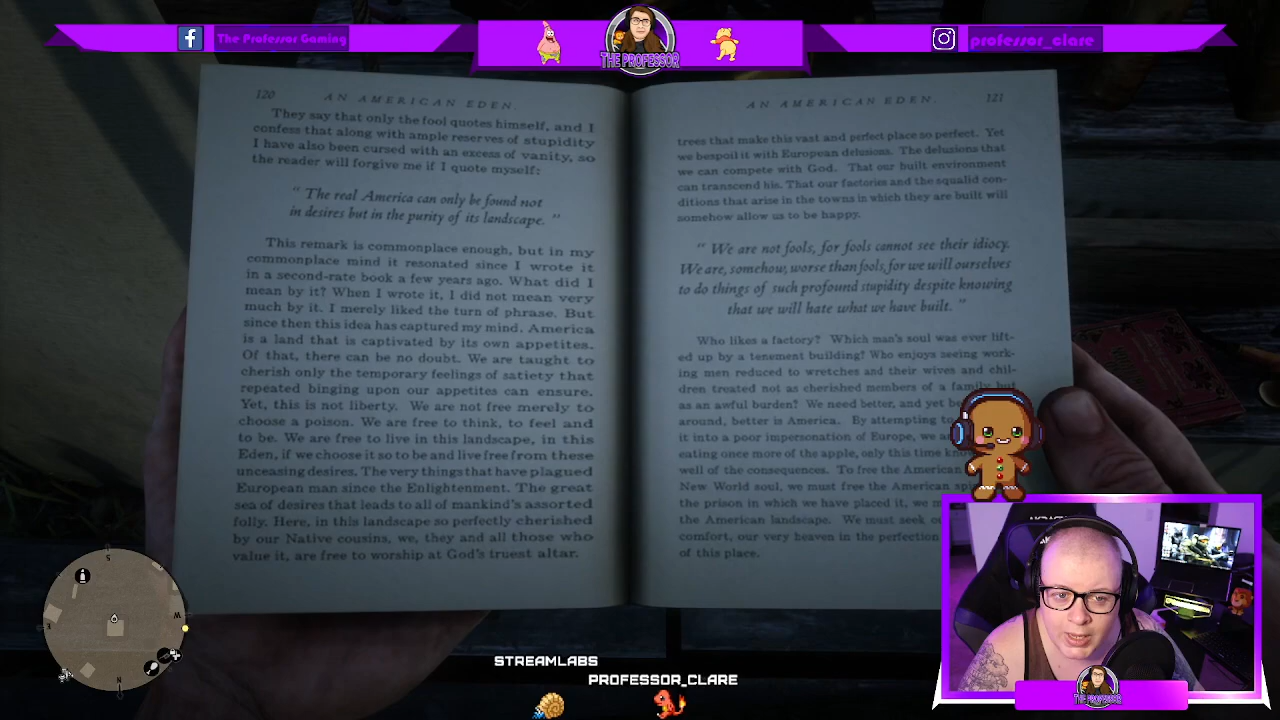 The Professor Gaming
THE PROFESSOR
professor_clare
120
AN AMERICAN EDEN.
They say that only the fool quotes himself, and I
confess that along with ample reserves of stupidity
I have also been cursed with an excess of vanity, so
the reader will forgive me if I quote myself:
" The real America can only be found not
in desires but in the purity of its landscape. "
This remark is commonplace enough, but in my
commonplace mind it resonated since I wrote it
in a second-rate book a few years ago. What did I
mean by it? When I wrote it, I did not mean very
much by it. I merely liked the turn of phrase. But
since then this idea has captured my mind. America
is a land that is captivated by its own appetites.
Of that, there can be no doubt. We are taught to
cherish only the temporary feelings of satiety that
repeated binging upon our appetites can ensure.
Yet, this is not liberty. We are not free merely to
choose a poison. We are free to think, to feel and
to be. We are free to live in this landscape, in this
Eden, if we choose it so to be and live free from these
unceasing desires. The very things that have plagued
European man since the Enlightenment. The great
sea of desires that leads to all of mankind's assorted
folly. Here, in the landscape so perfectly cherished
by our Native cousins, we, they and all those who
value it, are free to worship at God's truest altar.
AN AMERICAN EDEN.
121
trees that make this vast and perfect place so perfect. Yet
we bespoil it with European delusions. The delusions that
we can compete with God. That our built environment
can transcend his. That our factories and the squalid con-
ditions that arise in the towns in which they are built will
somehow allow us to be happy.
" We are not fools, for fools cannot see their idiocy.
We are, somehow, worse than fools, for we will ourselves
to do things of such profound stupidity despite knowing
that we will hate what we have built. "
Who likes a factory? Which man's soul was ever lift-
ed up by a tenement building? Who enjoys seeing work-
ing men reduced to wretches and their wives and chil-
dren treated not as cherished members of a family but
as an awful burden? We need better, and yet
around, better is America. By attempting
it into a poor impersonation of Europe, we
eating once more of the apple, only this time
well of the consequences. To free the American
New World soul, we must free the American
the prison in which we have placed it, we
the American landscape. We must seek
comfort, our very heaven in the perfection
of this place.
S
W
E
N
STREAMLABS
PROFESSOR_CLARE
THE PROFESSOR